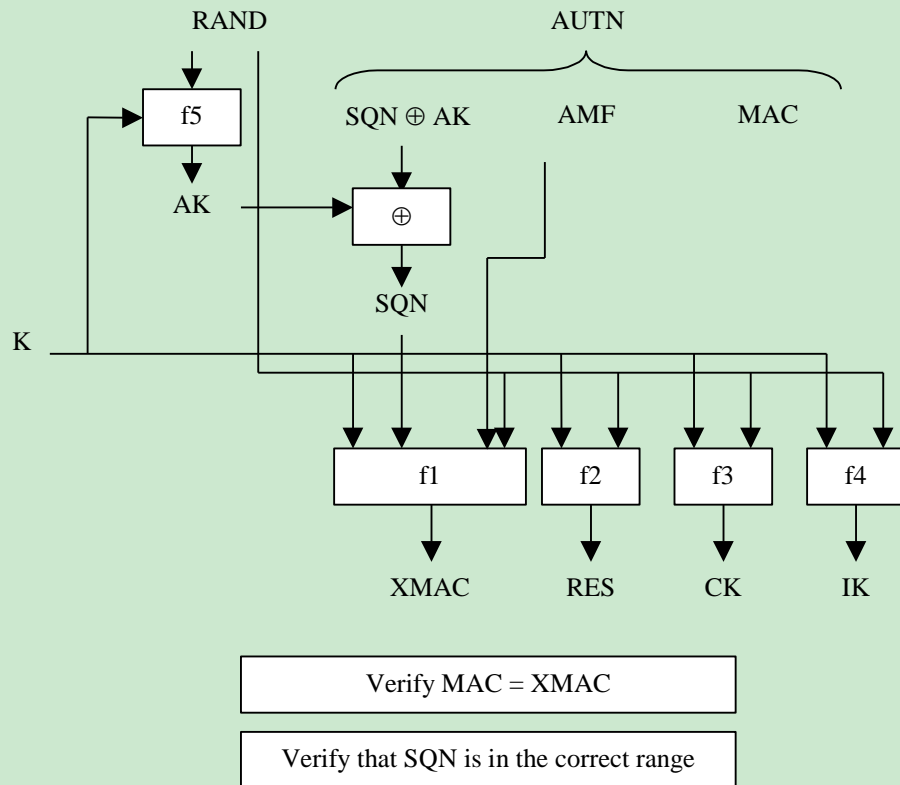 RAND
AUTN
f5
SQN ⊕ AK
AMF
MAC
AK
⊕
SQN
K
f1
f2
f3
f4
XMAC
RES
CK
IK
Verify MAC = XMAC
Verify that SQN is in the correct range